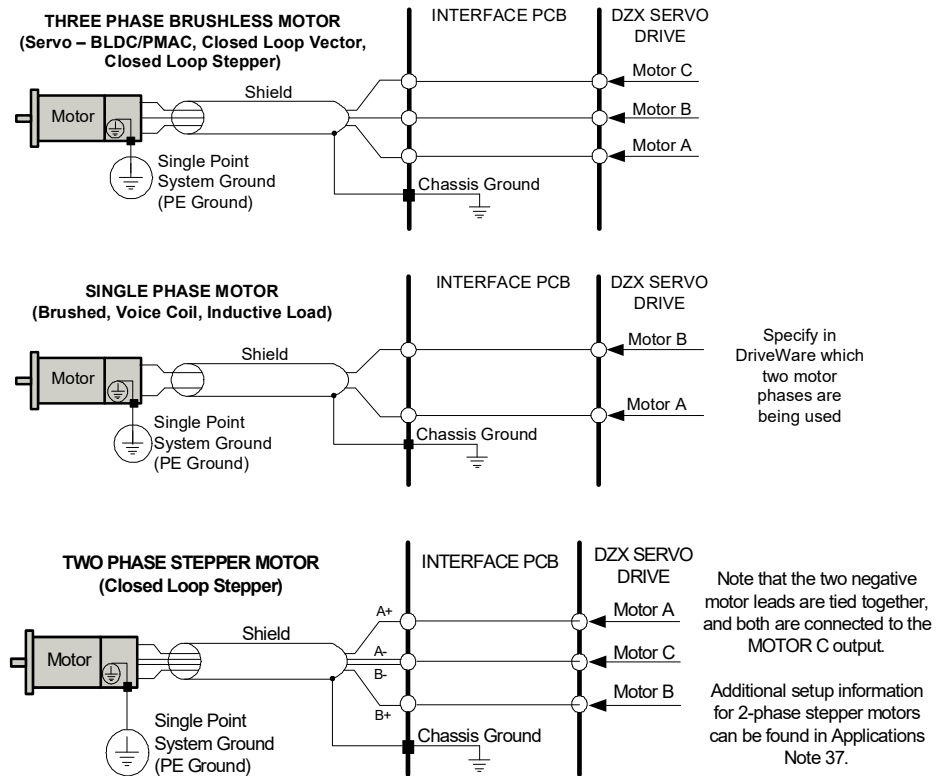 THREE PHASE BRUSHLESS MOTOR
(Servo – BLDC/PMAC, Closed Loop Vector,
Closed Loop Stepper)
INTERFACE PCB
DZX SERVO
DRIVE
Motor C
Shield
Motor
Motor B
Motor A
Single Point
System Ground
(PE Ground)
Chassis Ground
SINGLE PHASE MOTOR
(Brushed, Voice Coil, Inductive Load)
INTERFACE PCB
DZX SERVO
DRIVE
Motor B
Shield
Motor
Motor A
Specify in
DriveWare which
two motor
phases are
being used
Single Point
System Ground
(PE Ground)
Chassis Ground
TWO PHASE STEPPER MOTOR
(Closed Loop Stepper)
INTERFACE PCB
DZX SERVO
DRIVE
A+
Motor A
Shield
Motor
A-
Motor C
B-
B+
Motor B
Note that the two negative
motor leads are tied together,
and both are connected to the
MOTOR C output.
Additional setup information
for 2-phase stepper motors
can be found in Applications
Note 37.
Single Point
System Ground
(PE Ground)
Chassis Ground